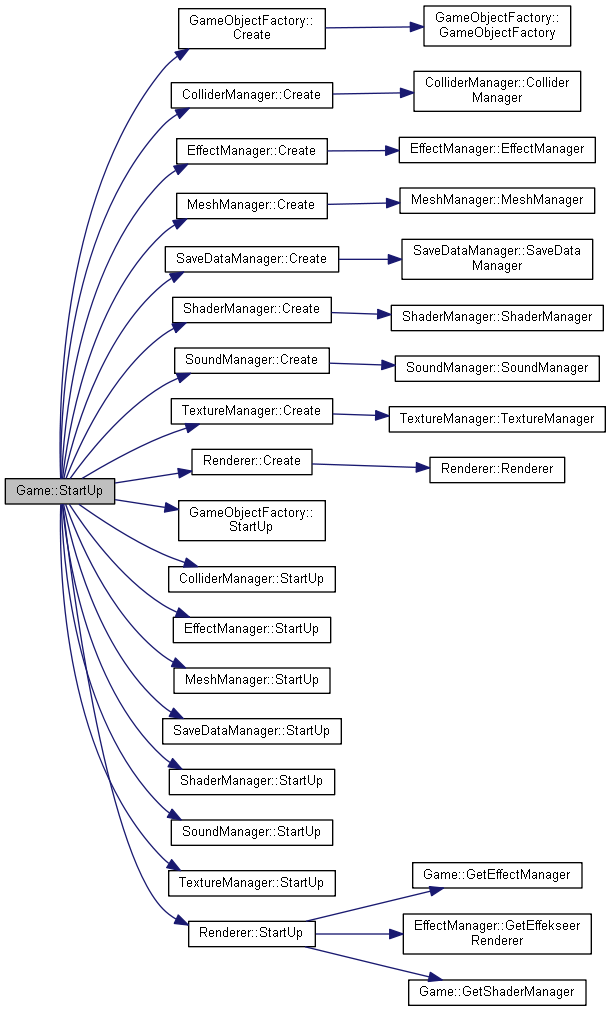 GameObjectFactory::
Create
GameObjectFactory::
GameObjectFactory
ColliderManager::Create
ColliderManager::Collider
Manager
EffectManager::Create
EffectManager::EffectManager
MeshManager::Create
MeshManager::MeshManager
SaveDataManager::Create
SaveDataManager::SaveData
Manager
ShaderManager::Create
ShaderManager::ShaderManager
SoundManager::Create
SoundManager::SoundManager
TextureManager::Create
TextureManager::TextureManager
Renderer::Create
Renderer::Renderer
Game::StartUp
GameObjectFactory::
StartUp
ColliderManager::StartUp
EffectManager::StartUp
MeshManager::StartUp
SaveDataManager::StartUp
ShaderManager::StartUp
SoundManager::StartUp
TextureManager::StartUp
Renderer::StartUp
Game::GetEffectManager
EffectManager::GetEffekseer
Renderer
Game::GetShaderManager